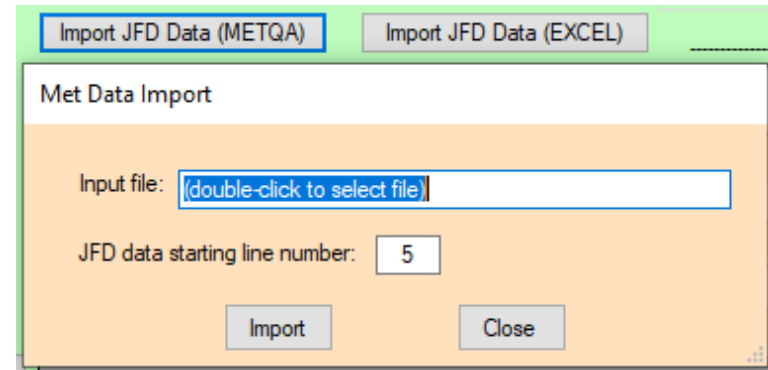 Import JFD Data (METQA) Import JFD Data (EXCEL)
Met Data Import
Input file: (double-click to select file)
JFD data starting line number: 5
Import Close